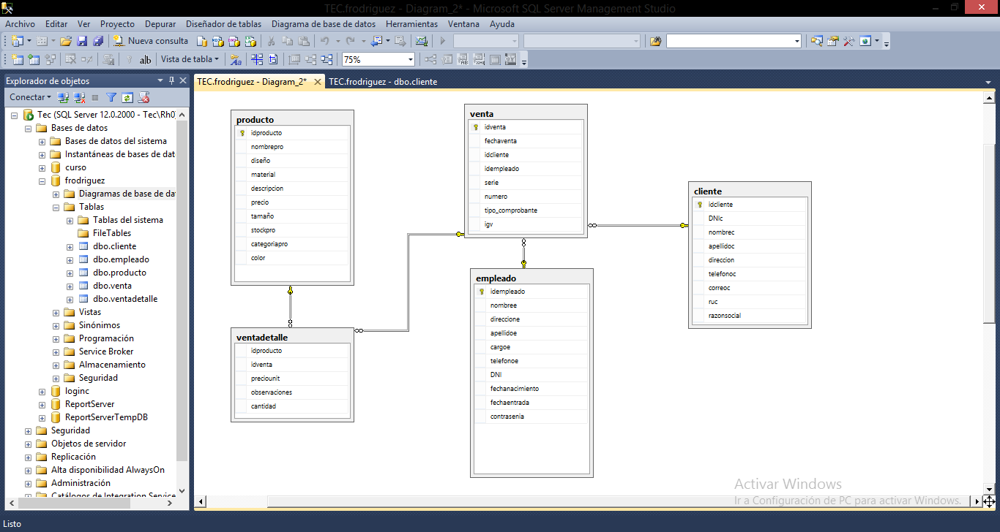 TEC.frodriguez - Diagram_2* - Microsoft SQL Server Management Studio
Archivo Editar Ver Proyecto Depurar Diseñador de tablas Diagrama de base de datos Herramientas Ventana Ayuda
Nueva consulta
ab| Vista de tabla 75%
Explorador de objetos
Conectar
Tec (SQL Server 12.0.2000 - Tec\Rh0
Bases de datos
Bases de datos del sistema
Instantáneas de bases de dat
curso
frodriguez
Diagramas de base de da
Tablas
Tablas del sistema
FileTables
dbo.cliente
dbo.empleado
dbo.producto
dbo.venta
dbo.ventadetalle
Vistas
Sinónimos
Programación
Service Broker
Almacenamiento
Seguridad
loginc
ReportServer
ReportServerTempDB
Seguridad
Objetos de servidor
Replicación
Alta disponibilidad AlwaysOn
Administración
Catálogos de Integration Service
TEC.frodriguez - Diagram_2* TEC.frodriguez - dbo.cliente
producto
idproducto
nombrepro
diseño
material
descripcion
precio
tamaño
stockpro
categoriapro
color
ventadetalle
idproducto
idventa
preciounit
observaciones
cantidad
venta
idventa
fechaventa
idcliente
idempleado
serie
numero
tipo_comprobante
igv
empleado
idempleado
nombree
direccione
apellidoe
cargoe
telefonoe
DNI
fechanacimiento
fechaentrada
contrasenia
cliente
idcliente
DNIc
nombrec
apellidoc
direccion
telefonoc
correoc
ruc
razonsocial
Activar Windows
Ir a Configuración de PC para activar Windows.
Listo